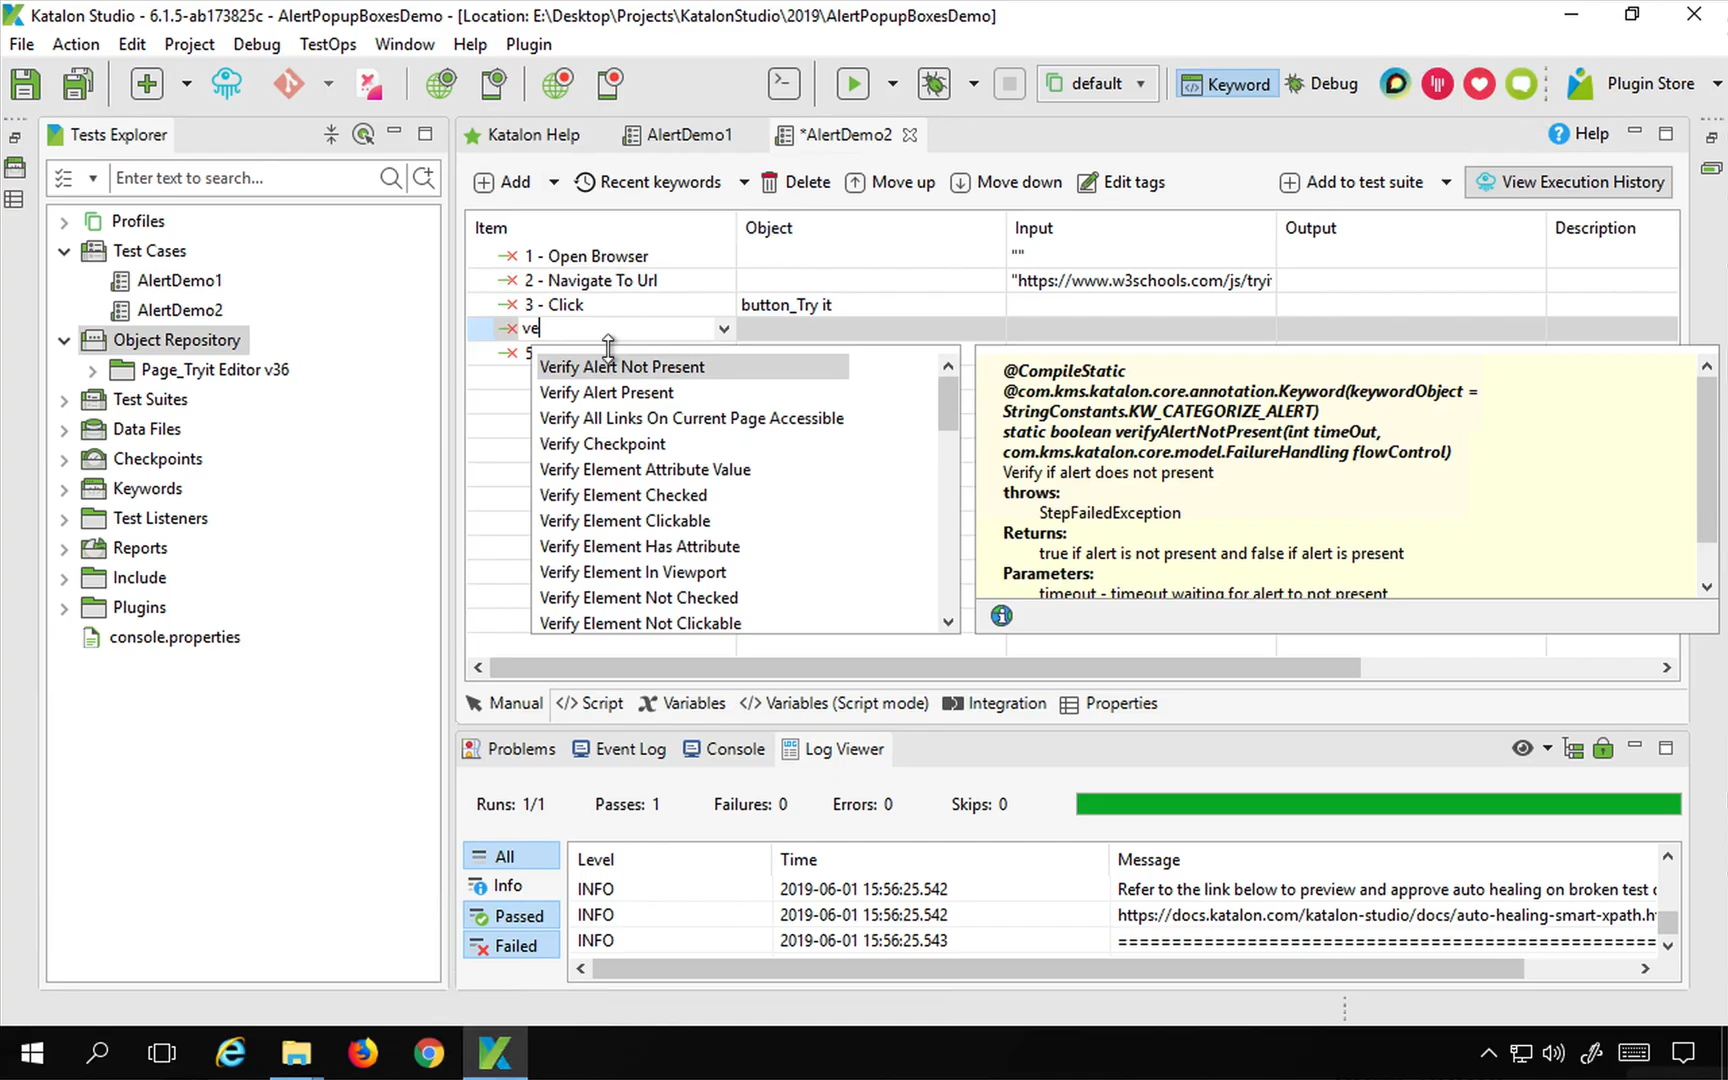 Katalon Studio - 6.1.5-ab173825c - AlertPopupBoxesDemo - [Location: E:\Desktop\Projects\KatalonStudio\2019\AlertPopupBoxesDemo]
File Action Edit Project Debug TestOps Window Help Plugin
default Keyword Debug Plugin Store
Tests Explorer
Enter text to search...
Profiles
Test Cases
AlertDemo1
AlertDemo2
Object Repository
Page_Tryit Editor v36
Test Suites
Data Files
Checkpoints
Keywords
Test Listeners
Reports
Include
Plugins
console.properties
Katalon Help AlertDemo1 *AlertDemo2 Help
Add Recent keywords Delete Move up Move down Edit tags Add to test suite View Execution History
Item Object Input Output Description
1 - Open Browser ""
2 - Navigate To Url "https://www.w3schools.com/js/tryi
3 - Click button_Try it
ve
5
Verify Alert Not Present
Verify Alert Present
Verify All Links On Current Page Accessible
Verify Checkpoint
Verify Element Attribute Value
Verify Element Checked
Verify Element Clickable
Verify Element Has Attribute
Verify Element In Viewport
Verify Element Not Checked
Verify Element Not Clickable
@CompileStatic
@com.kms.katalon.core.annotation.Keyword(keywordObject =
StringConstants.KW_CATEGORIZE_ALERT)
static boolean verifyAlertNotPresent(int timeOut,
com.kms.katalon.core.model.FailureHandling flowControl)
Verify if alert does not present
throws:
StepFailedException
Returns:
true if alert is not present and false if alert is present
Parameters:
timeout - timeout waiting for alert to not present
Manual </> Script Variables </> Variables (Script mode) Integration Properties
Problems Event Log Console Log Viewer
Runs: 1/1 Passes: 1 Failures: 0 Errors: 0 Skips: 0
All
Info
Passed
Failed
Level Time Message
INFO 2019-06-01 15:56:25.542 Refer to the link below to preview and approve auto healing on broken test
INFO 2019-06-01 15:56:25.542 https://docs.katalon.com/katalon-studio/docs/auto-healing-smart-xpath.h
INFO 2019-06-01 15:56:25.543 ==================================================